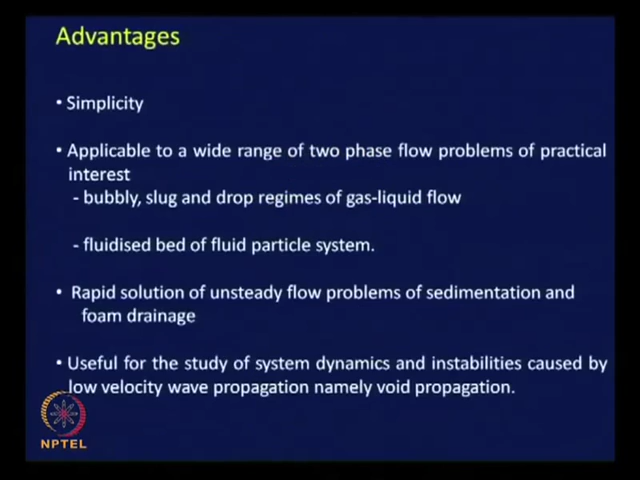 Advantages
• Simplicity
• Applicable to a wide range of two phase flow problems of practical
interest
- bubbly, slug and drop regimes of gas-liquid flow
- fluidised bed of fluid particle system.
• Rapid solution of unsteady flow problems of sedimentation and
foam drainage
• Useful for the study of system dynamics and instabilities caused by
low velocity wave propagation namely void propagation.
NPTEL